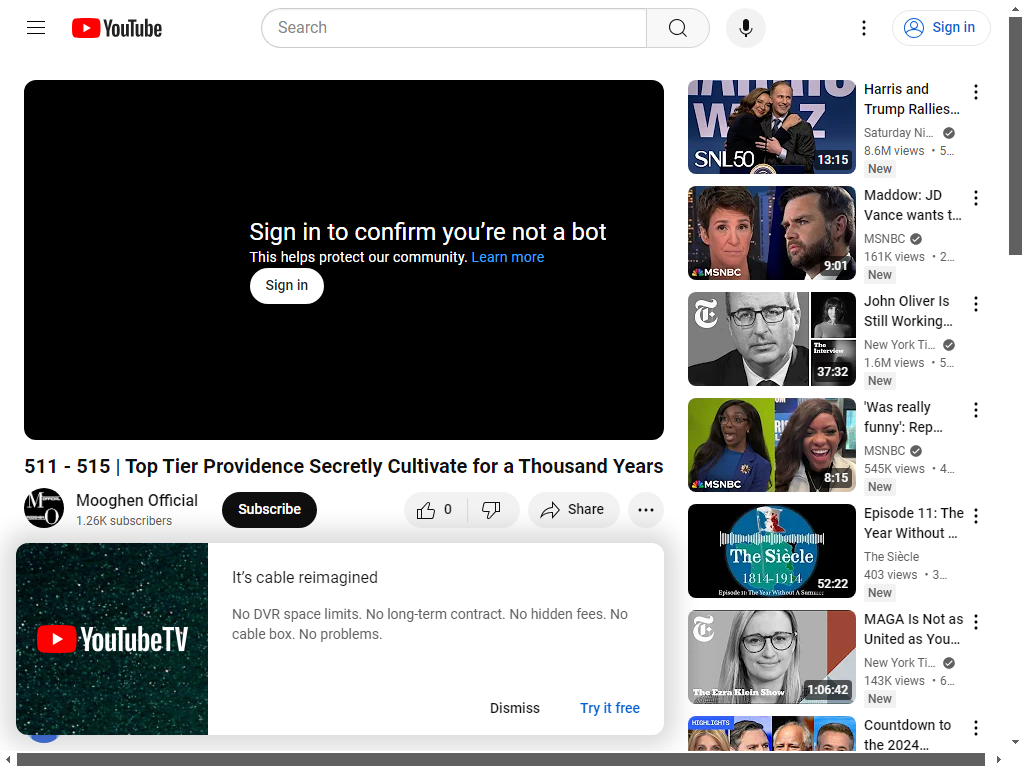 YouTube
Search
Sign in
Sign in to confirm you're not a bot
This helps protect our community. Learn more
Sign in
511 - 515 | Top Tier Providence Secretly Cultivate for a Thousand Years
Mooghen Official
1.26K subscribers
Subscribe
0
Share
YouTubeTV
It's cable reimagined
No DVR space limits. No long-term contract. No hidden fees. No
cable box. No problems.
Dismiss
Try it free
SNL50
13:15
Harris and
Trump Rallies…
Saturday Ni…
8.6M views • 5…
New
MSNBC
9:01
Maddow: JD
Vance wants t…
MSNBC
161K views • 2…
New
The
Interview
37:32
John Oliver Is
Still Working…
New York Ti…
1.6M views • 5…
New
MSNBC
8:15
'Was really
funny': Rep…
MSNBC
545K views • 4…
New
The Siècle
1814-1914
Episode 11: The Year Without A Summer
52:22
Episode 11: The
Year Without …
The Siècle
403 views • 3…
New
The Ezra Klein Show
1:06:42
MAGA Is Not as
United as You…
New York Ti…
143K views • 6…
New
HIGHLIGHTS
Countdown to
the 2024…